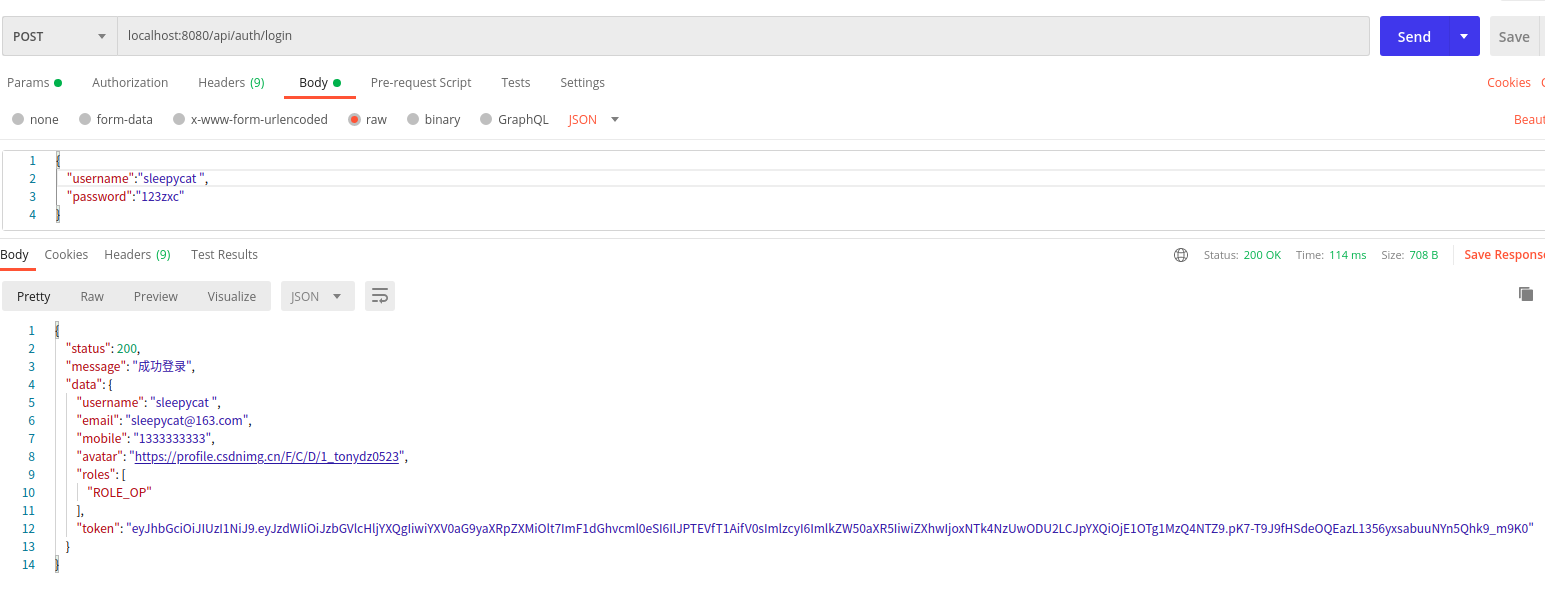 POST localhost:8080/api/auth/login Send Save
Params Authorization Headers (9) Body Pre-request Script Tests Settings Cookies
none form-data x-www-form-urlencoded raw binary GraphQL JSON Beaut
1 {
2 "username":"sleepycat ",
3 "password":"123zxc"
4 }
Body Cookies Headers (9) Test Results Status: 200 OK Time: 114 ms Size: 708 B Save Response
Pretty Raw Preview Visualize JSON
1 {
2 "status": 200,
3 "message": "成功登录",
4 "data": {
5 "username": "sleepycat ",
6 "email": "sleepycat@163.com",
7 "mobile": "1333333333",
8 "avatar": "https://profile.csdnimg.cn/F/C/D/1_tonydz0523",
9 "roles": [
10 "ROLE_OP"
11 ],
12 "token":
13 }
14 }